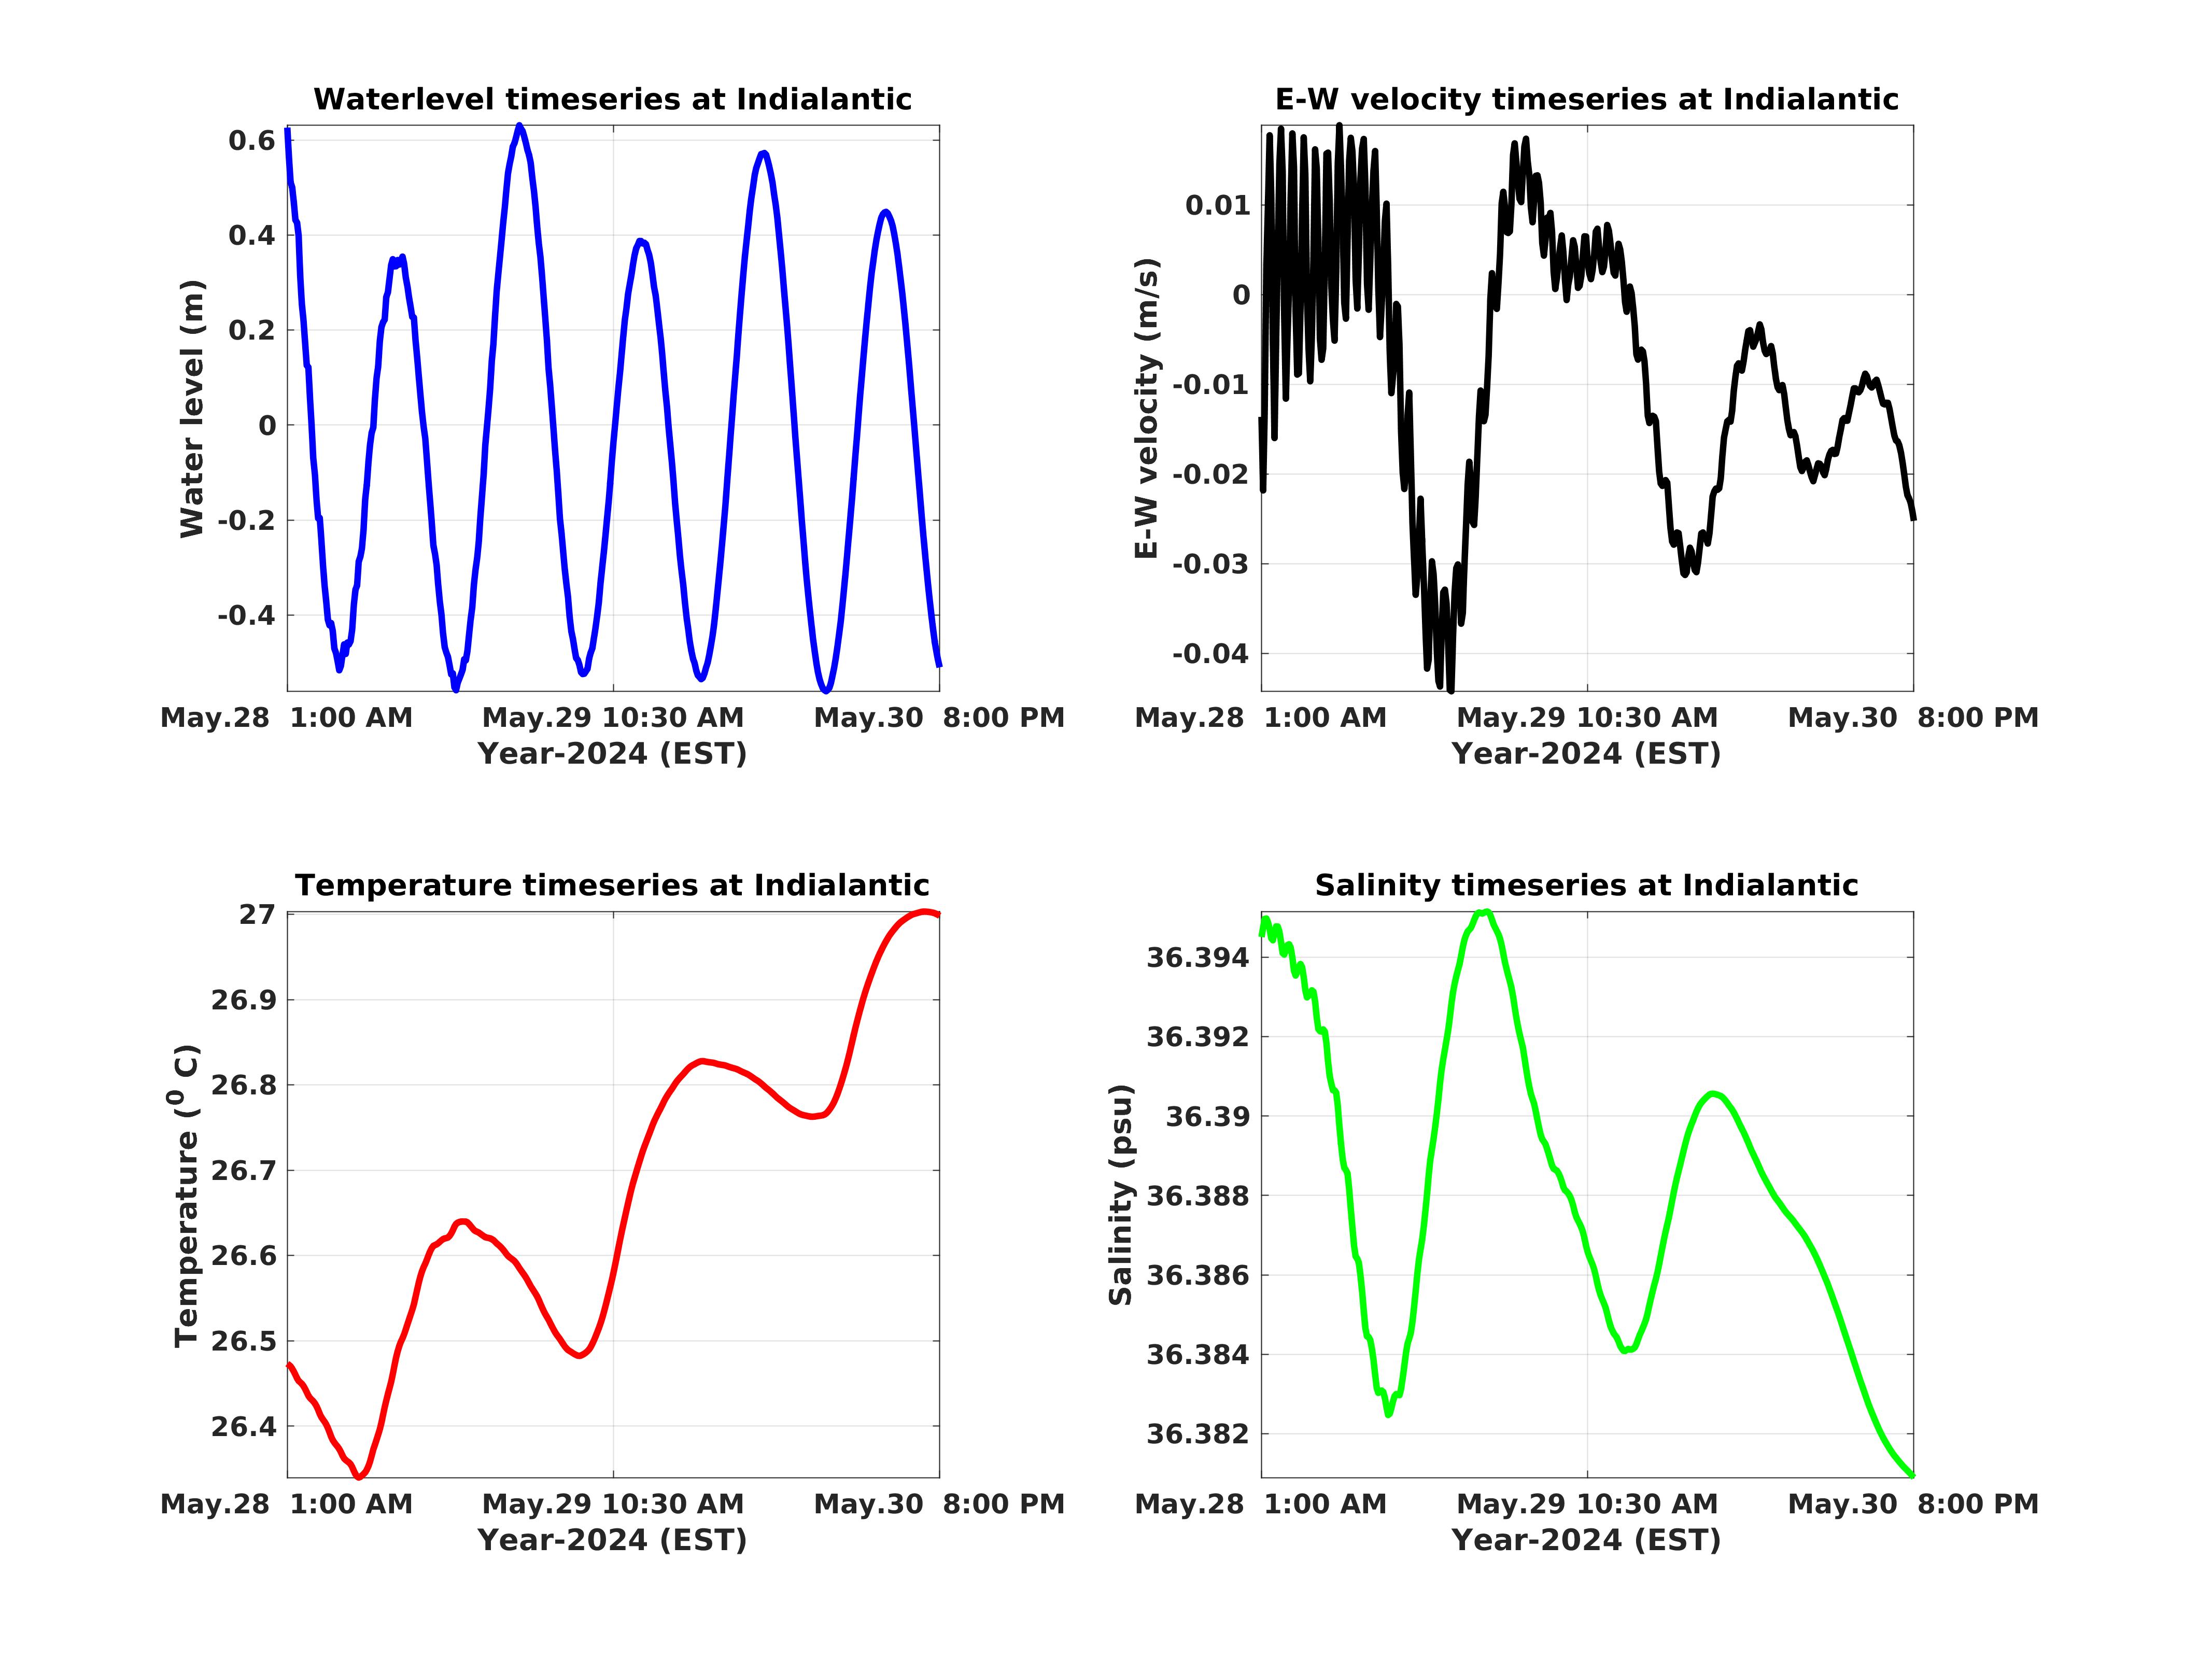 Waterlevel timeseries at Indialantic
0.6
0.4
0.2
0
-0.2
-0.4
Water level (m)
May.28 1:00 AM
May.29 10:30 AM
May.30 8:00 PM
Year-2024 (EST)
E-W velocity timeseries at Indialantic
0.01
0
-0.01
-0.02
-0.03
-0.04
E-W velocity (m/s)
May.28 1:00 AM
May.29 10:30 AM
May.30 8:00 PM
Year-2024 (EST)
Temperature timeseries at Indialantic
27
26.9
26.8
26.7
26.6
26.5
26.4
Temperature (⁰ C)
May.28 1:00 AM
May.29 10:30 AM
May.30 8:00 PM
Year-2024 (EST)
Salinity timeseries at Indialantic
36.394
36.392
36.39
36.388
36.386
36.384
36.382
Salinity (psu)
May.28 1:00 AM
May.29 10:30 AM
May.30 8:00 PM
Year-2024 (EST)